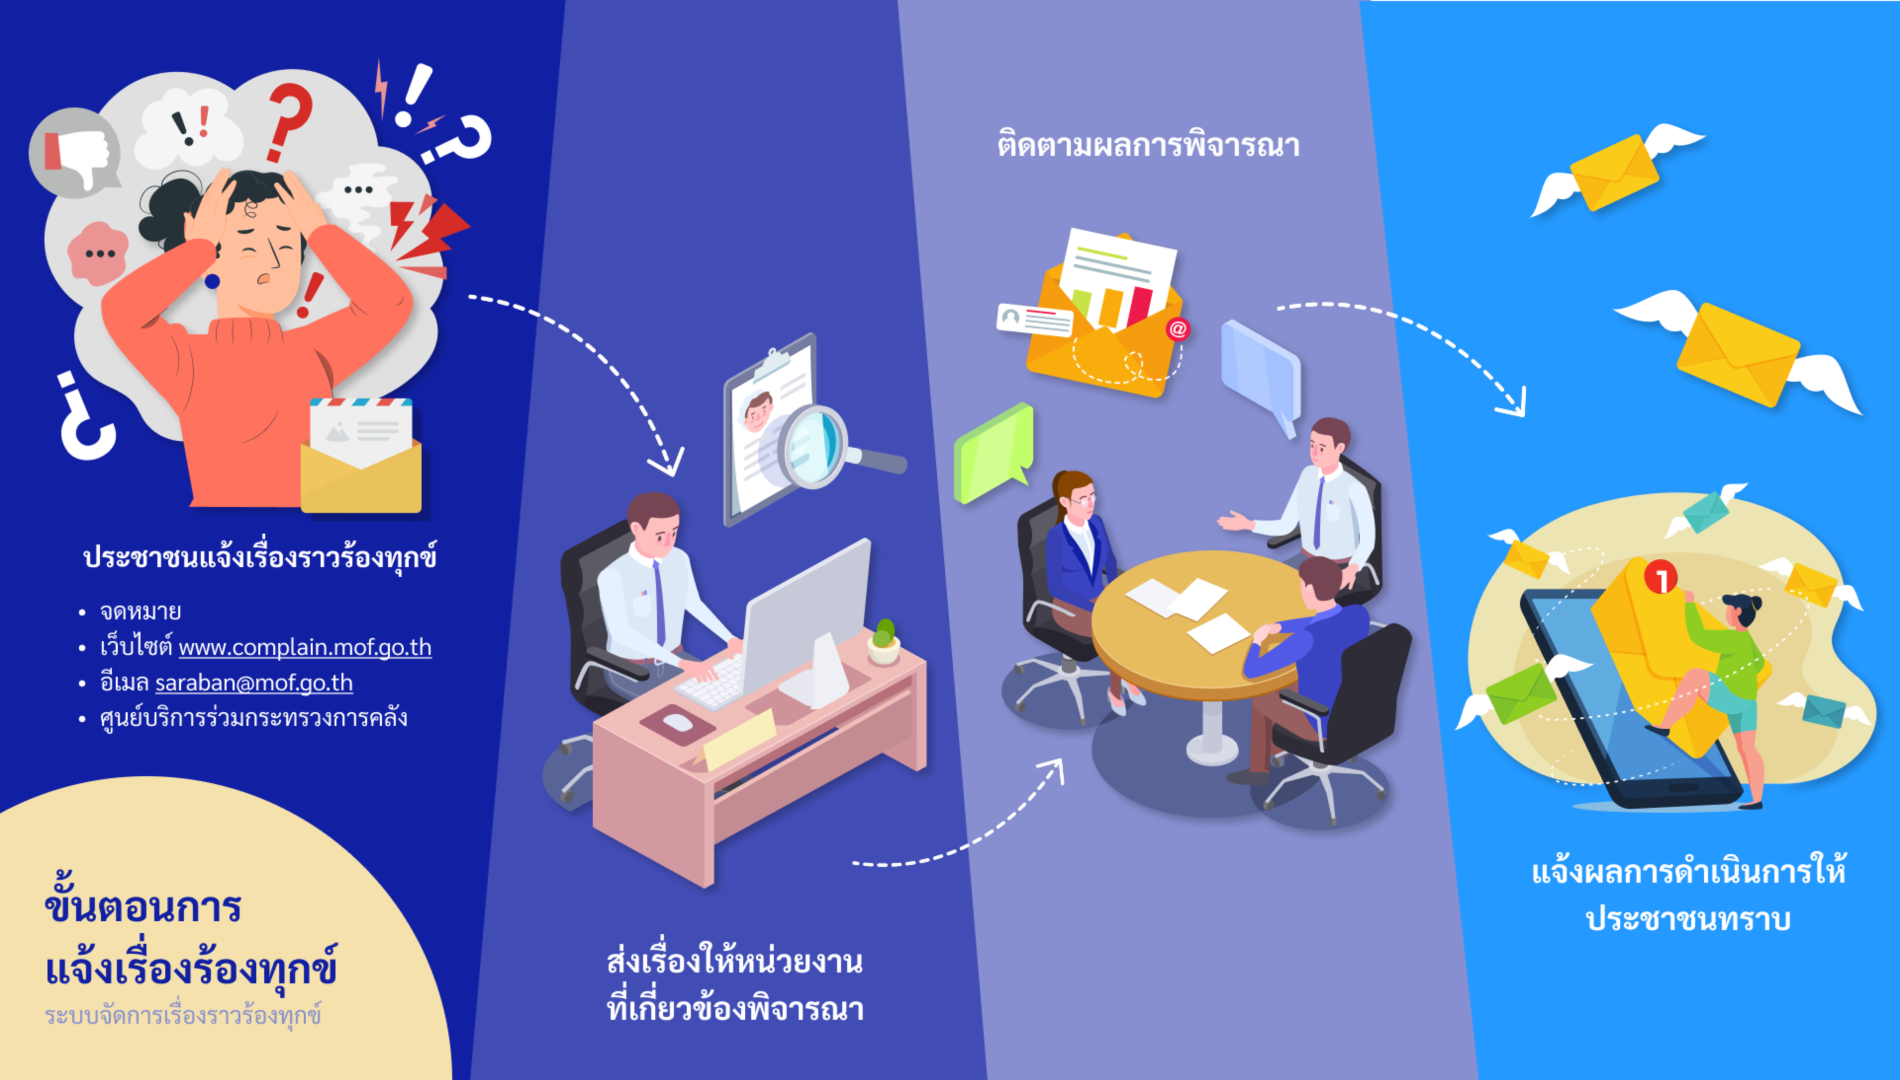 ประชาชนแจ้งเรื่องราวร้องทุกข์
• จดหมาย
• เว็บไซต์ www.complain.mof.go.th
• อีเมล saraban@mof.go.th
• ศูนย์บริการร่วมกระทรวงการคลัง
ขั้นตอนการ
แจ้งเรื่องร้องทุกข์
ระบบจัดการเรื่องราวร้องทุกข์
ส่งเรื่องให้หน่วยงาน
ที่เกี่ยวข้องพิจารณา
ติดตามผลการพิจารณา
@
1
แจ้งผลการดำเนินการให้
ประชาชนทราบ